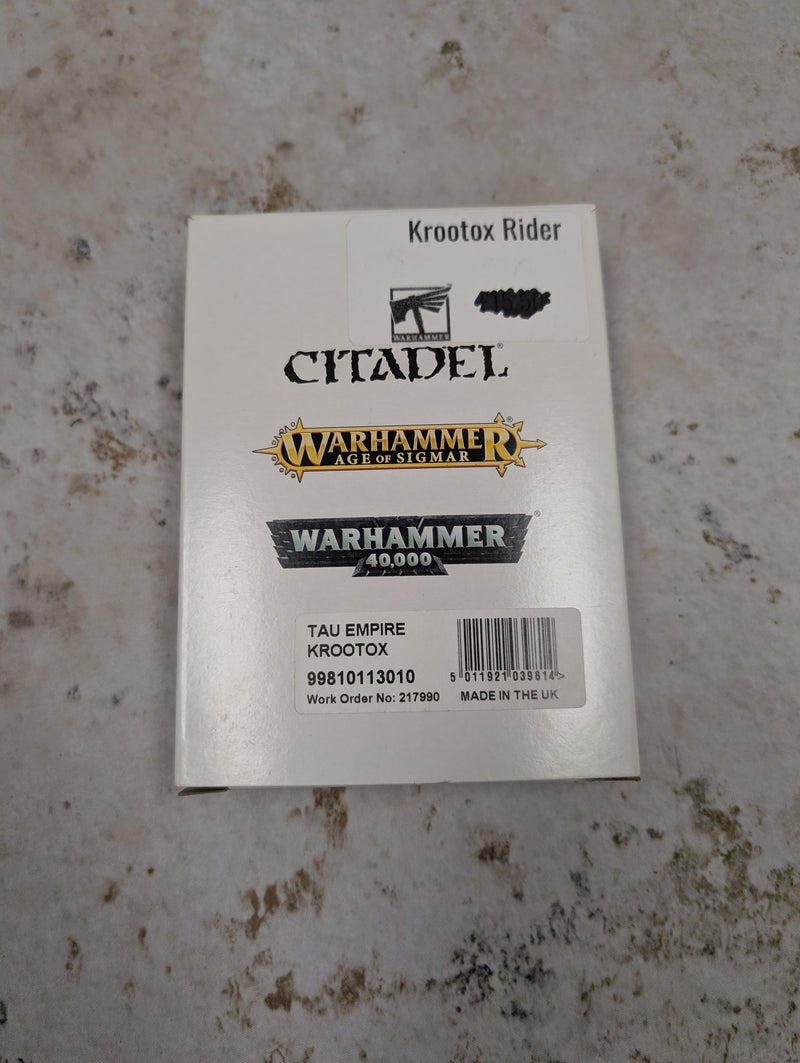 Krootox Rider
WARHAMMER
CITADEL®
WARHAMMER®
AGE OF SIGMAR
WARHAMMER®
40,000
TAU EMPIRE
KROOTOX
99810113010
Work Order No: 217990
5 011921 039814 >
MADE IN THE UK